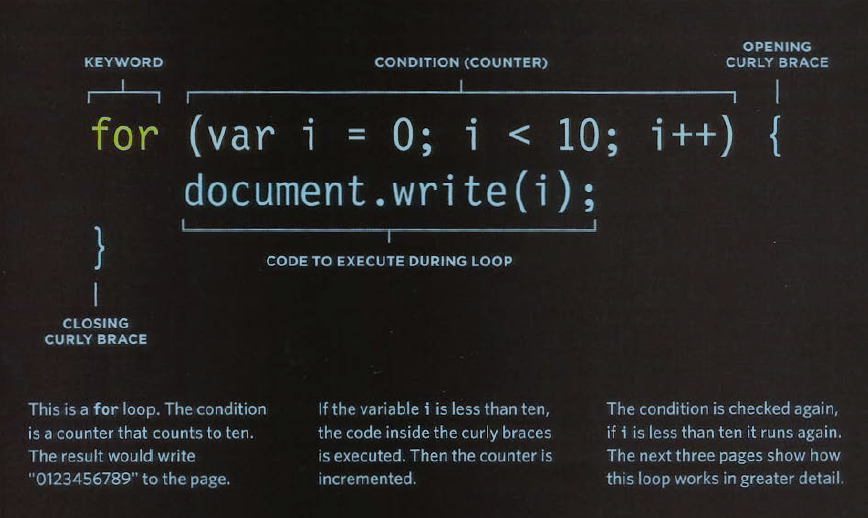 KEYWORD
CONDITION (COUNTER)
OPENING
CURLY BRACE
for (var i = 0; i < 10; i++) {
document.write(i);
}
CODE TO EXECUTE DURING LOOP
CLOSING
CURLY BRACE
This is a for loop. The condition
is a counter that counts to ten.
The result would write
"0123456789" to the page.
If the variable i is less than ten,
the code inside the curly braces
is executed. Then the counter is
incremented.
The condition is checked again,
if i is less than ten it runs again.
The next three pages show how
this loop works in greater detail.